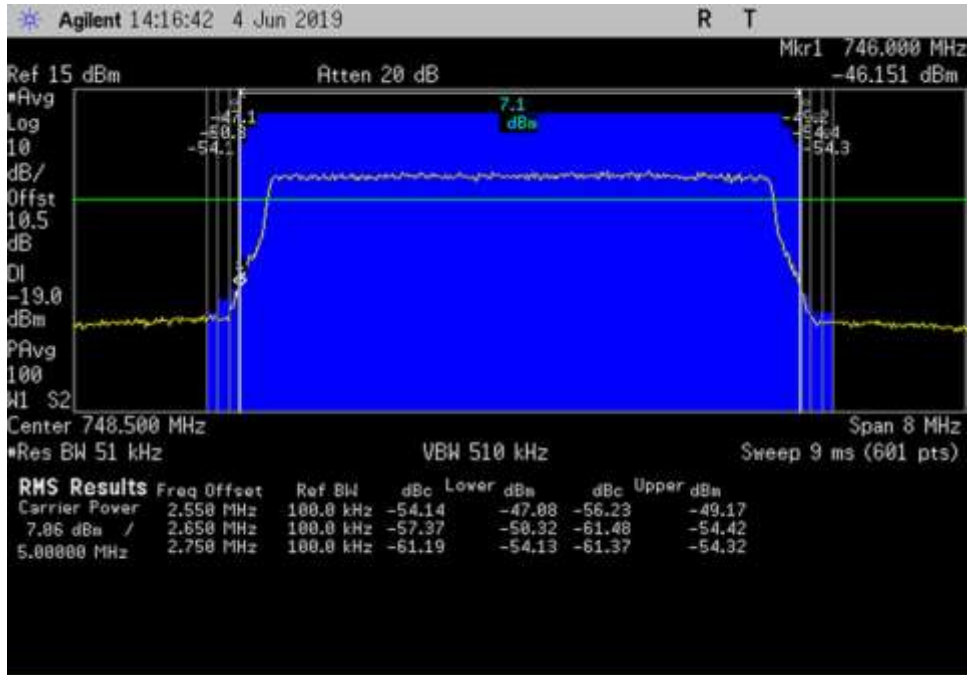 Agilent 14:16:42 4 Jun 2019 R T
Mkr1 746.000 MHz
Ref 15 dBm Atten 20 dB -46.151 dBm
#Avg
Log
10
dB/
Offst
10.5
dB
DI
-19.0
dBm
PAvg
100
W1 S2
7.1
dBm
-47.1
-54.1
-54.3
Center 748.500 MHz Span 8 MHz
#Res BW 51 kHz VBW 510 kHz Sweep 9 ms (601 pts)
RMS Results Freq Offset Ref BW dBc Lower dBm dBc Upper dBm
Carrier Power 2.550 MHz 100.0 kHz -54.14 -47.08 -56.23 -49.17
7.06 dBm / 2.650 MHz 100.0 kHz -57.37 -50.32 -61.48 -54.42
5.00000 MHz 2.750 MHz 100.0 kHz -61.19 -54.13 -61.37 -54.32